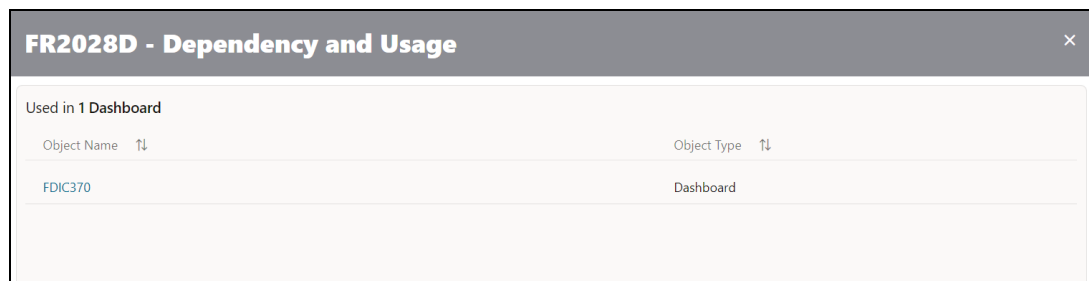 FR2028D - Dependency and Usage ×
Used in 1 Dashboard
Object Name ↑↓ Object Type ↑↓
FDIC370 Dashboard